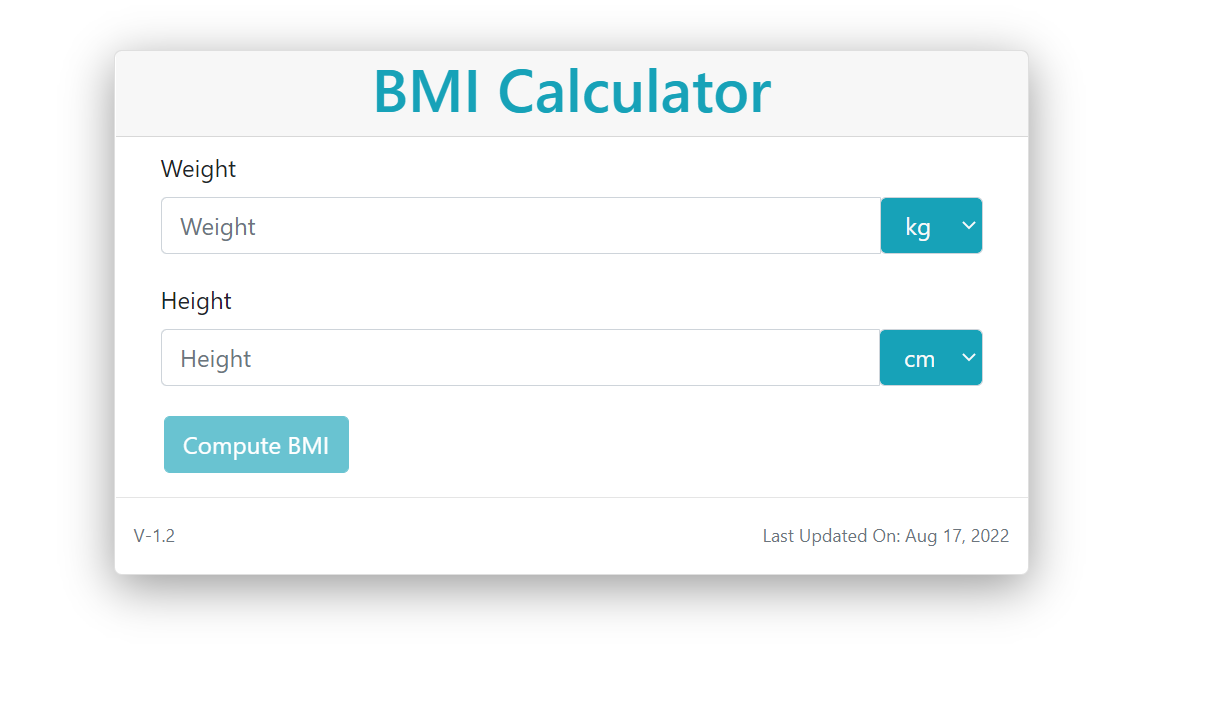 BMI Calculator
Weight
Weight kg
Height
Height cm
Compute BMI
V-1.2 Last Updated On: Aug 17, 2022